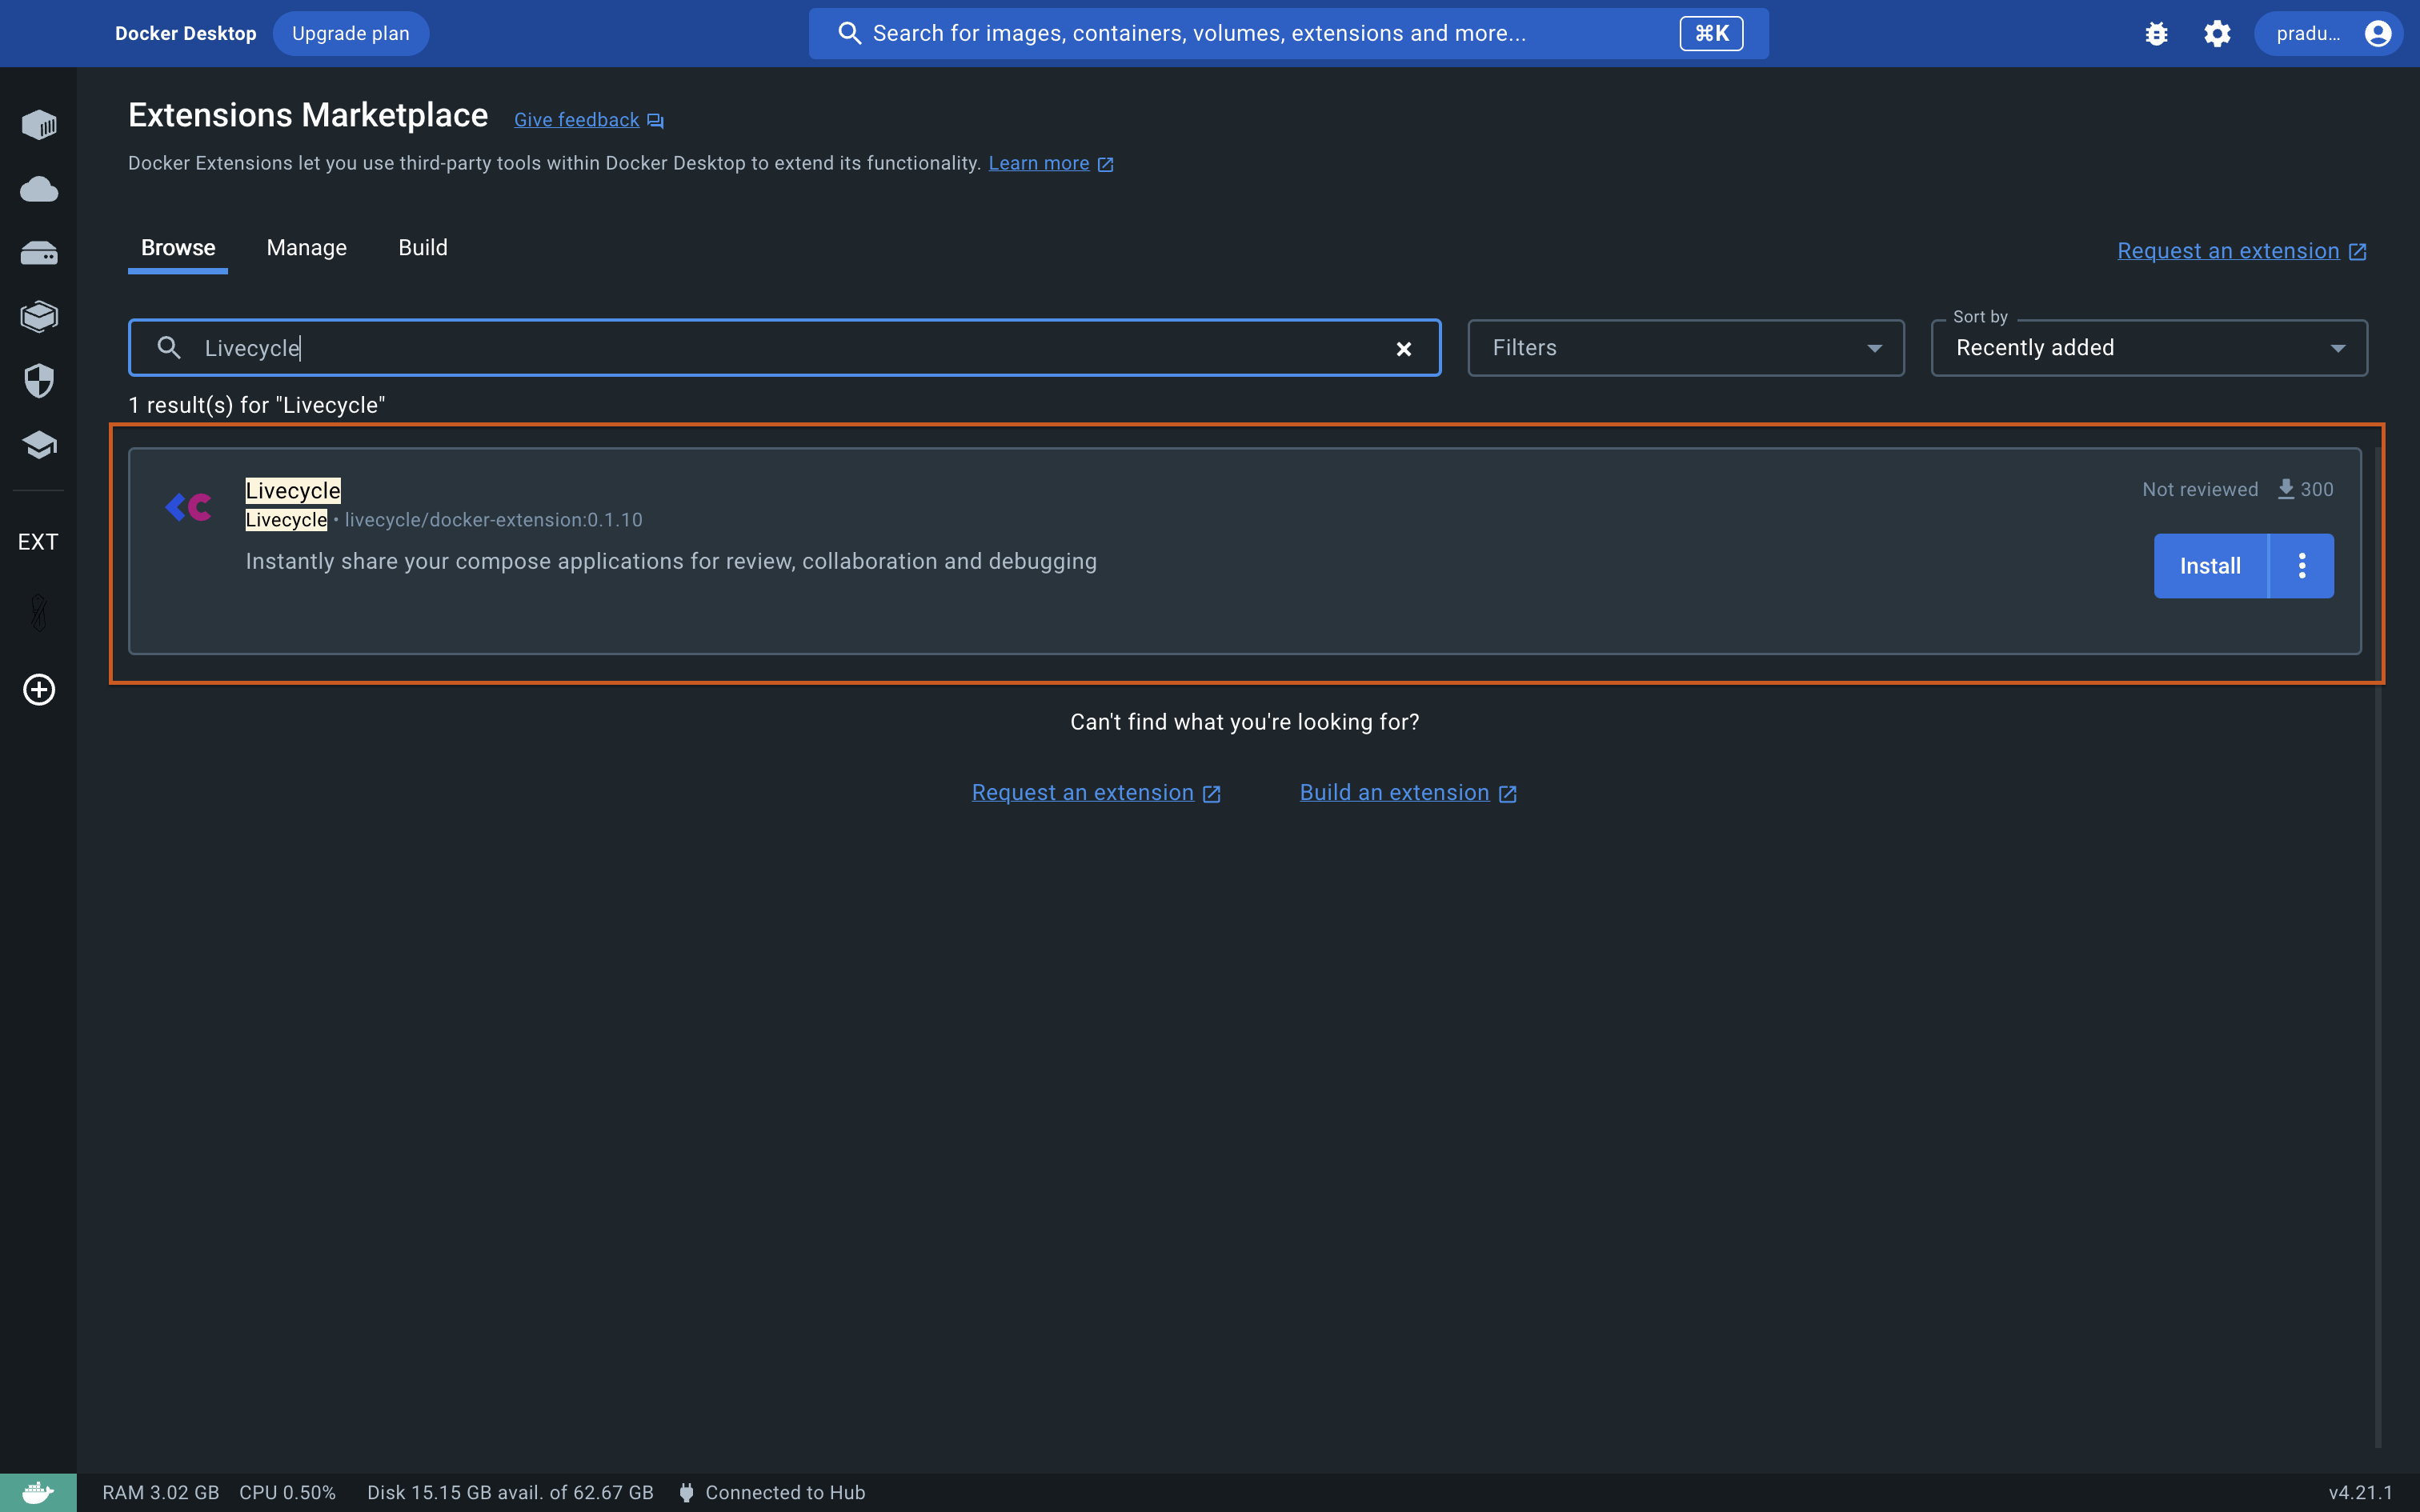 Docker Desktop Upgrade plan Search for images, containers, volumes, extensions and more... ⌘K pradu...
Extensions Marketplace Give feedback
Docker Extensions let you use third-party tools within Docker Desktop to extend its functionality. Learn more
Browse Manage Build Request an extension
Sort by
Livecycle Filters Recently added
1 result(s) for "Livecycle"
Livecycle Not reviewed 300
Livecycle • livecycle/docker-extension:0.1.10
Instantly share your compose applications for review, collaboration and debugging
Install
EXT
Can't find what you're looking for?
Request an extension Build an extension
RAM 3.02 GB CPU 0.50% Disk 15.15 GB avail. of 62.67 GB Connected to Hub v4.21.1